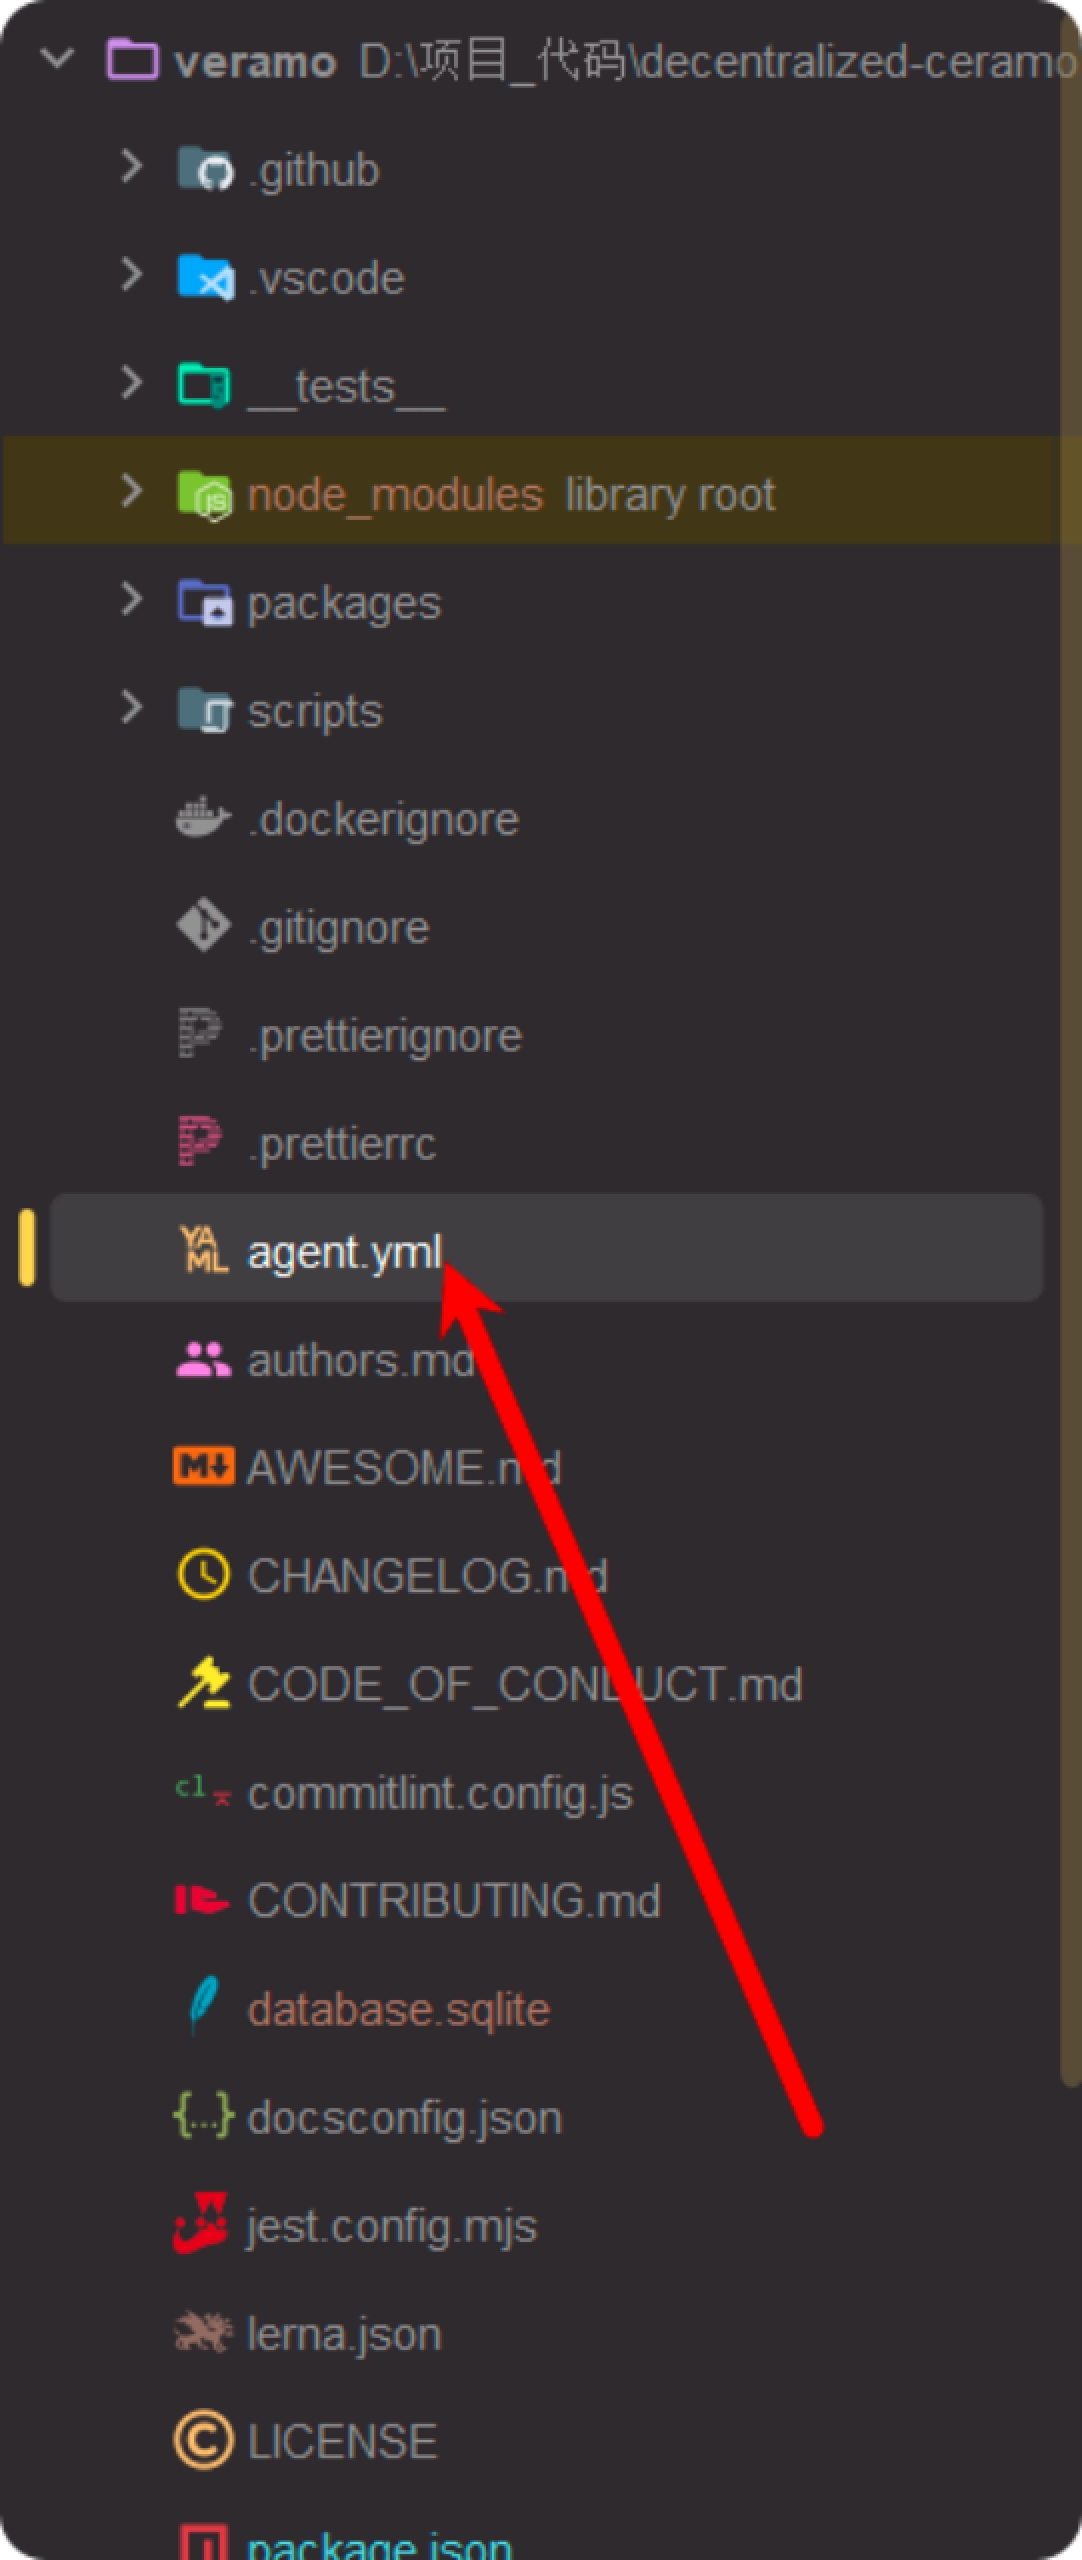 veramo D:\项目_代码\decentralized-ceramo
.github
.vscode
__tests__
node_modules library root
packages
scripts
.dockerignore
.gitignore
.prettierignore
.prettierrc
agent.yml
authors.md
AWESOME.md
CHANGELOG.md
CODE_OF_CONDUCT.md
commitlint.config.js
CONTRIBUTING.md
database.sqlite
docsconfig.json
jest.config.mjs
lerna.json
LICENSE
package.json